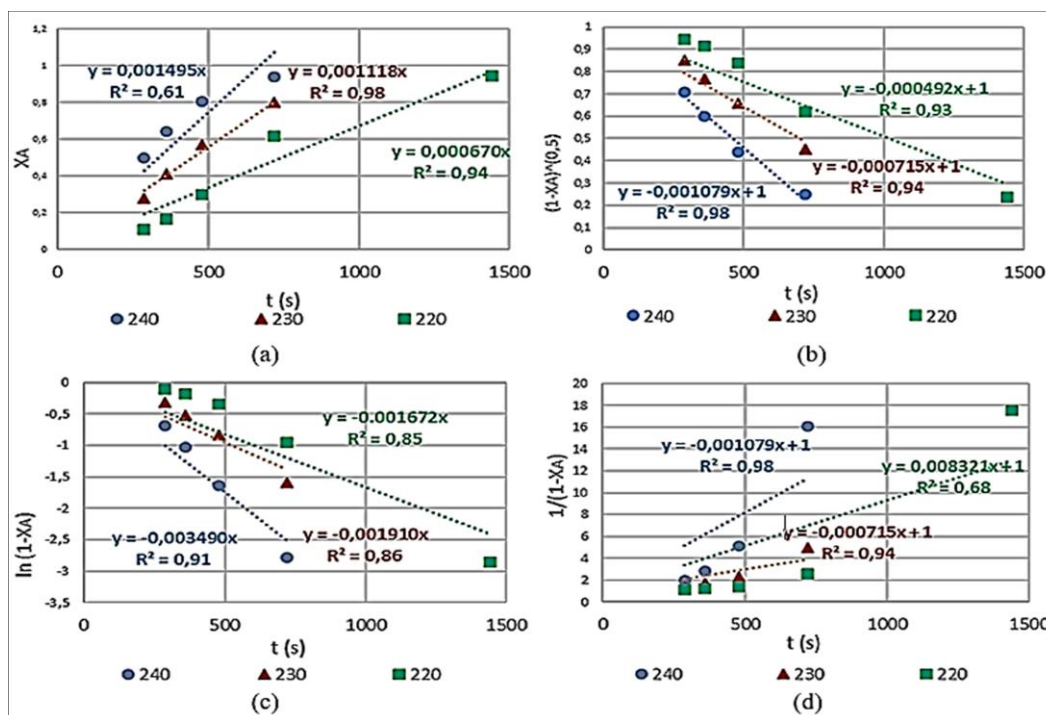 1,2
1
0,8
0,6
0,4
0,2
0
XA
y = 0,001495x
R² = 0,61
y = 0,001118x
R² = 0,98
y = 0,000670x
R² = 0,94
0 500 1000 1500
t (s)
240 230 220
(a)
1
0,9
0,8
0,7
0,6
0,5
0,4
0,3
0,2
0,1
0
(1-XA)^(0,5)
y = -0,000492x+1
R² = 0,93
y = -0,000715x+1
R² = 0,94
y = -0,001079x+1
R² = 0,98
0 500 1000 1500
t (s)
240 230 220
(b)
0
-0,5
-1
-1,5
-2
-2,5
-3
-3,5
ln(1-XA)
y = -0.001672x
R² = 0,85
y = -0,003490x
R² = 0,91
y = -0,001910x
R² = 0,86
0 500 1000 1500
t (s)
240 230 220
(c)
20
18
16
14
12
10
8
6
4
2
0
1/(1-XA)
y = -0,001079x+1
R² = 0,98
y = 0,008321x+1
R² = 0,68
y = -0,000715x+1
R² = 0,94
0 500 1000 1500
t (s)
240 230 220
(d)